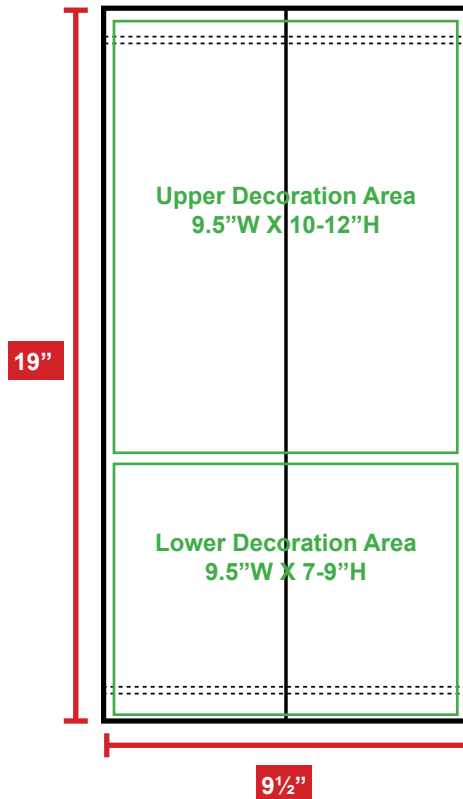 Upper Decoration Area
9.5”W X 10-12”H
19”
Lower Decoration Area
9.5”W X 7-9”H
9½”